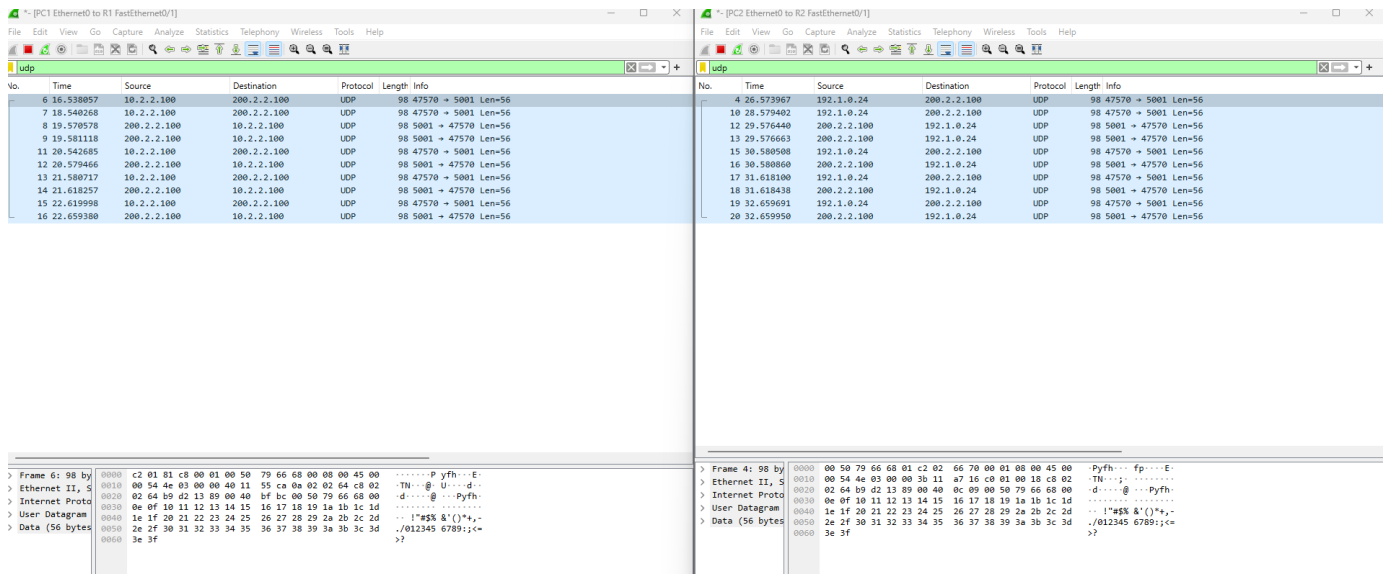 *- [PC1 Ethernet0 to R1 FastEthernet0/1]
File Edit View Go Capture Analyze Statistics Telephony Wireless Tools Help
udp
No. Time Source Destination Protocol Length Info
6 16.538057 10.2.2.100 200.2.2.100 UDP 98 47570 → 5001 Len=56
7 18.540268 10.2.2.100 200.2.2.100 UDP 98 47570 → 5001 Len=56
8 19.570578 200.2.2.100 10.2.2.100 UDP 98 5001 → 47570 Len=56
9 19.581118 200.2.2.100 10.2.2.100 UDP 98 5001 → 47570 Len=56
11 20.542685 10.2.2.100 200.2.2.100 UDP 98 47570 → 5001 Len=56
12 20.579466 200.2.2.100 10.2.2.100 UDP 98 5001 → 47570 Len=56
13 21.580717 10.2.2.100 200.2.2.100 UDP 98 47570 → 5001 Len=56
14 21.618257 200.2.2.100 10.2.2.100 UDP 98 5001 → 47570 Len=56
15 22.619998 10.2.2.100 200.2.2.100 UDP 98 47570 → 5001 Len=56
16 22.659380 200.2.2.100 10.2.2.100 UDP 98 5001 → 47570 Len=56
> Frame 6: 98 by
> Ethernet II, S
> Internet Proto
> User Datagram
> Data (56 bytes
0000 c2 01 81 c8 00 01 00 50 79 66 68 00 08 00 45 00 ·······P yfh···E·
0010 00 54 4e 03 00 00 40 11 55 ca 0a 02 02 64 c8 02 ·TN···@· U····d··
0020 02 64 b9 d2 13 89 00 40 bf bc 00 50 79 66 68 00 ·d·····@ ···Pyfh·
0030 0e 0f 10 11 12 13 14 15 16 17 18 19 1a 1b 1c 1d ········ ········
0040 1e 1f 20 21 22 23 24 25 26 27 28 29 2a 2b 2c 2d ·· !"#$% &'()*+,-
0050 2e 2f 30 31 32 33 34 35 36 37 38 39 3a 3b 3c 3d ./012345 6789:;<=
0060 3e 3f >?
*- [PC2 Ethernet0 to R2 FastEthernet0/1]
File Edit View Go Capture Analyze Statistics Telephony Wireless Tools Help
udp
No. Time Source Destination Protocol Length Info
4 26.573967 192.1.0.24 200.2.2.100 UDP 98 47570 → 5001 Len=56
10 28.579402 192.1.0.24 200.2.2.100 UDP 98 47570 → 5001 Len=56
12 29.576440 200.2.2.100 192.1.0.24 UDP 98 5001 → 47570 Len=56
13 29.576663 200.2.2.100 192.1.0.24 UDP 98 5001 → 47570 Len=56
15 30.580508 192.1.0.24 200.2.2.100 UDP 98 47570 → 5001 Len=56
16 30.580860 200.2.2.100 192.1.0.24 UDP 98 5001 → 47570 Len=56
17 31.618100 192.1.0.24 200.2.2.100 UDP 98 47570 → 5001 Len=56
18 31.618438 200.2.2.100 192.1.0.24 UDP 98 5001 → 47570 Len=56
19 32.659691 192.1.0.24 200.2.2.100 UDP 98 47570 → 5001 Len=56
20 32.659950 200.2.2.100 192.1.0.24 UDP 98 5001 → 47570 Len=56
> Frame 4: 98 by
> Ethernet II, S
> Internet Proto
> User Datagram
> Data (56 bytes
0000 00 50 79 66 68 01 c2 02 66 70 00 01 08 00 45 00 ·Pyfh··· fp····E·
0010 00 54 4e 03 00 00 3b 11 a7 16 c0 01 00 18 c8 02 ·TN···;· ········
0020 02 64 b9 d2 13 89 00 40 0c 09 00 50 79 66 68 00 ·d·····@ ···Pyfh·
0030 0e 0f 10 11 12 13 14 15 16 17 18 19 1a 1b 1c 1d ········ ········
0040 1e 1f 20 21 22 23 24 25 26 27 28 29 2a 2b 2c 2d ·· !"#$% &'()*+,-
0050 2e 2f 30 31 32 33 34 35 36 37 38 39 3a 3b 3c 3d ./012345 6789:;<=
0060 3e 3f >?